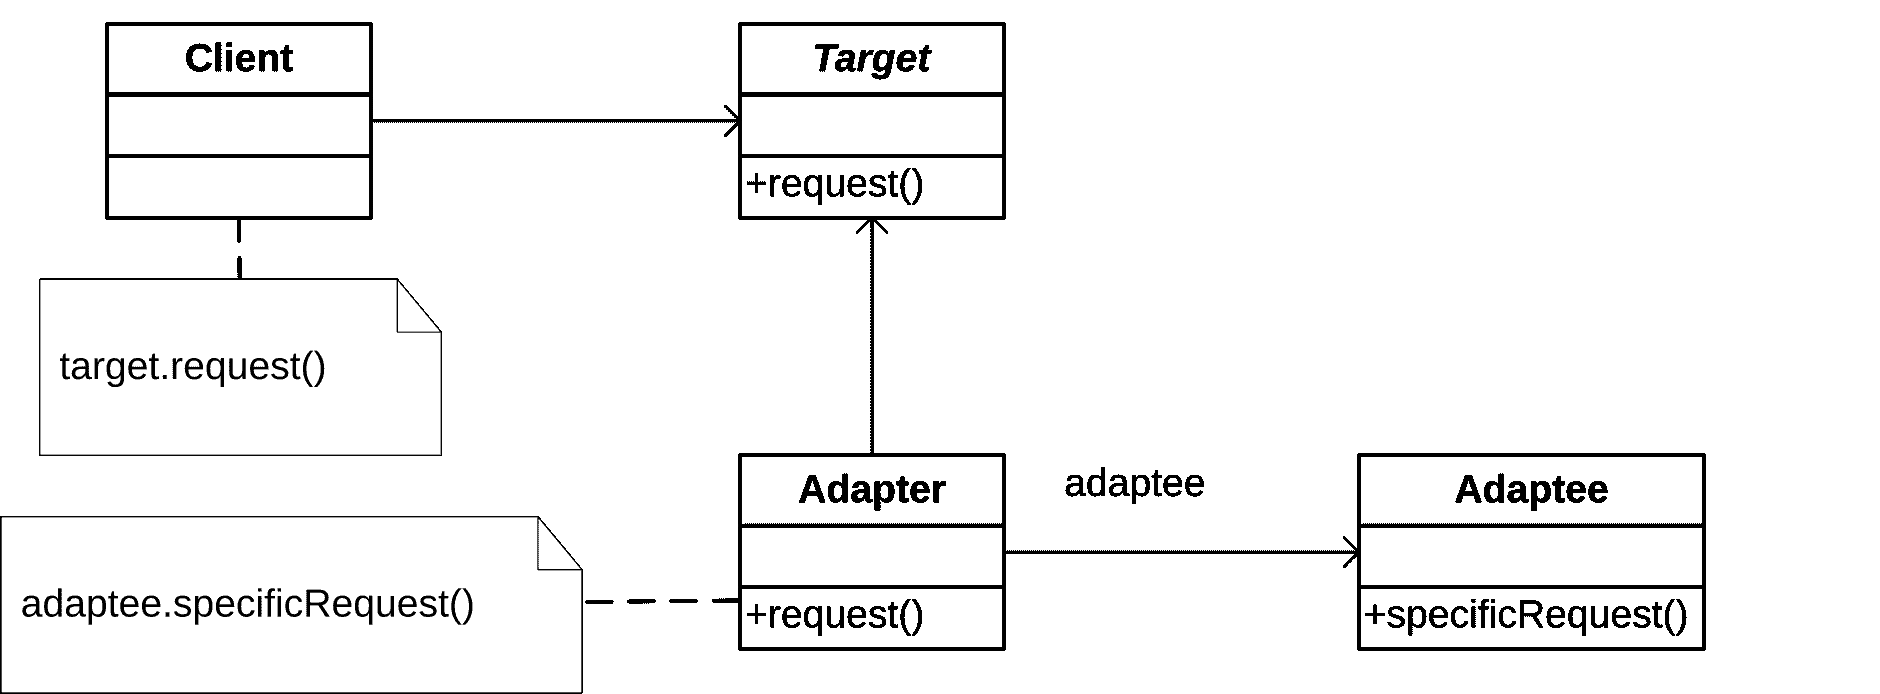 Client
Target
+request()
target.request()
Adapter
adaptee
Adaptee
adaptee.specificRequest()
+request()
+specificRequest()